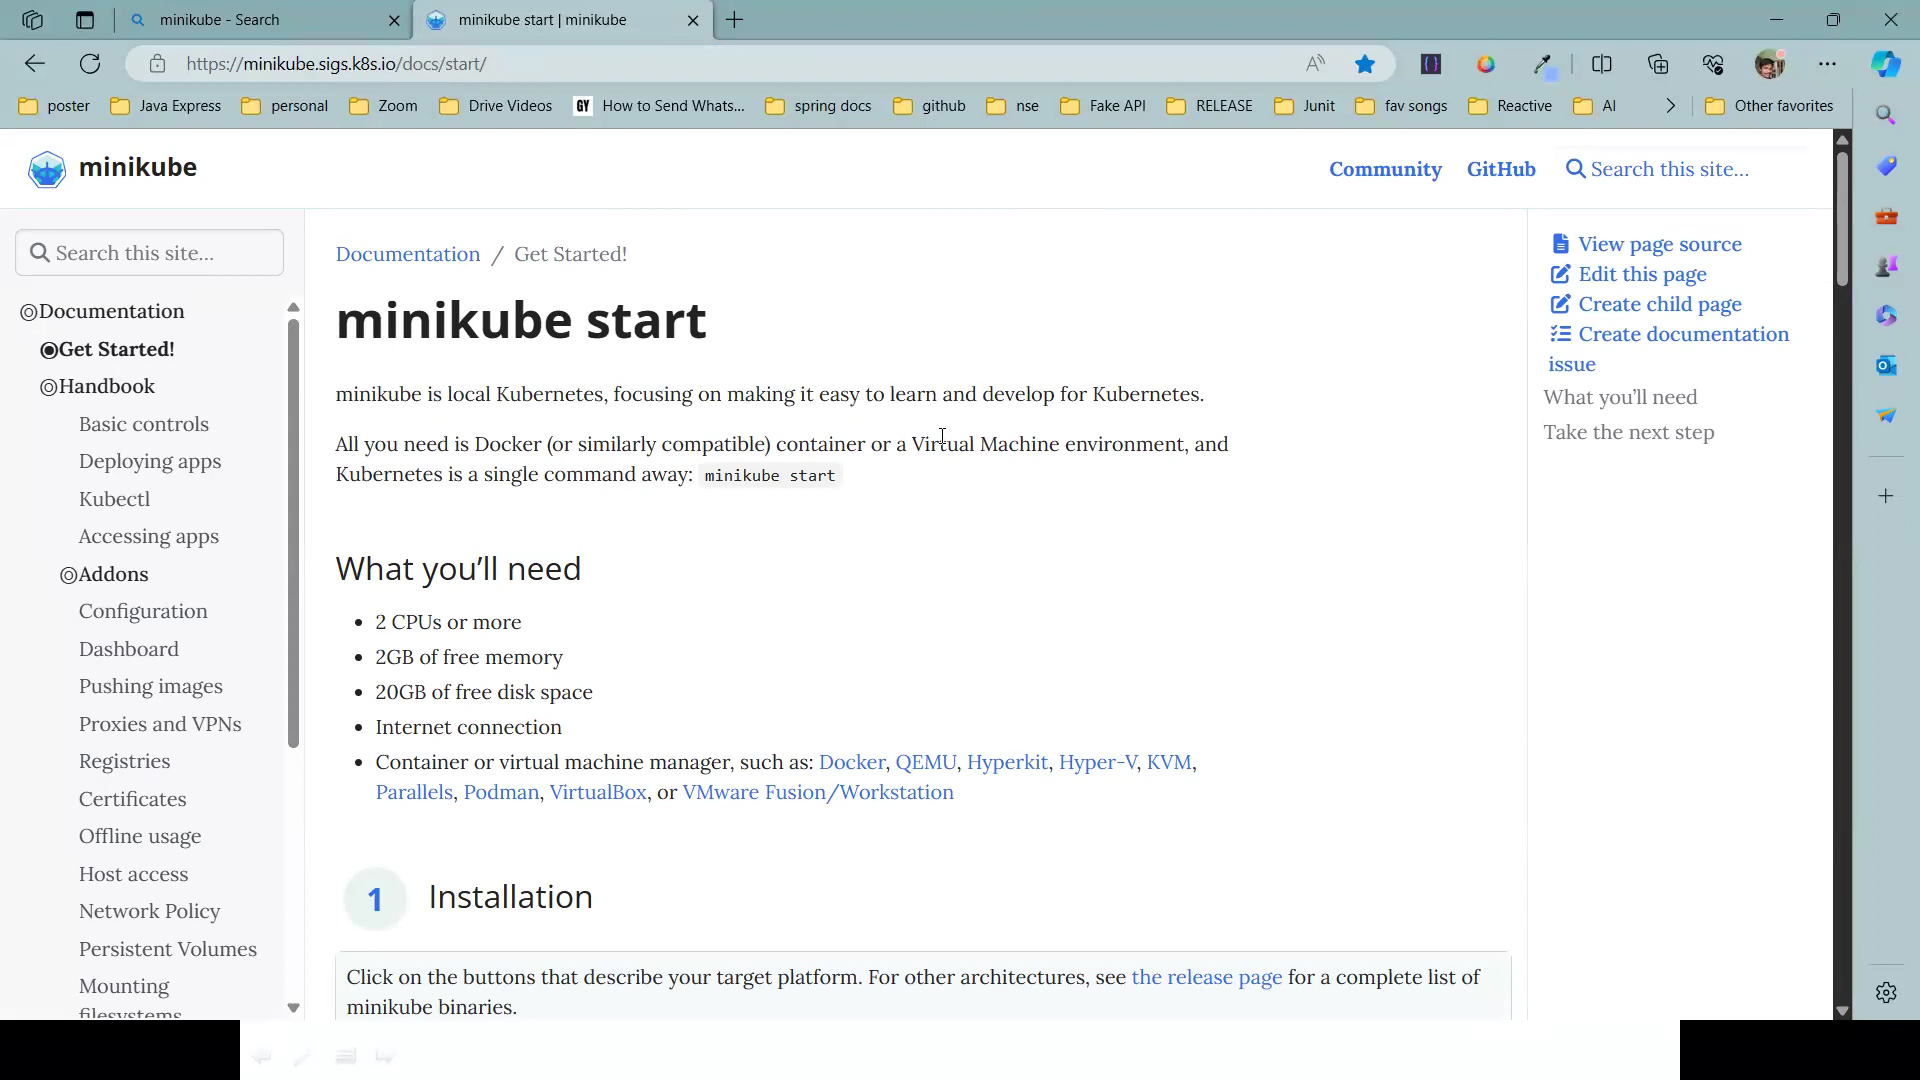 minikube - Search
minikube start | minikube
https://minikube.sigs.k8s.io/docs/start/
poster
Java Express
personal
Zoom
Drive Videos
GY
How to Send Whats...
spring docs
github
nse
Fake API
RELEASE
Junit
fav songs
Reactive
AI
Other favorites
minikube
Community
GitHub
Search this site...
Search this site...
Documentation
Get Started!
Handbook
Basic controls
Deploying apps
Kubectl
Accessing apps
Addons
Configuration
Dashboard
Pushing images
Proxies and VPNs
Registries
Certificates
Offline usage
Host access
Network Policy
Persistent Volumes
Mounting
filesystems
Documentation / Get Started!
minikube start
minikube is local Kubernetes, focusing on making it easy to learn and develop for Kubernetes.
All you need is Docker (or similarly compatible) container or a Virtual Machine environment, and
Kubernetes is a single command away: minikube start
What you’ll need
• 2 CPUs or more
• 2GB of free memory
• 20GB of free disk space
• Internet connection
• Container or virtual machine manager, such as: Docker, QEMU, Hyperkit, Hyper-V, KVM,
Parallels, Podman, VirtualBox, or VMware Fusion/Workstation
1 Installation
Click on the buttons that describe your target platform. For other architectures, see the release page for a complete list of
minikube binaries.
View page source
Edit this page
Create child page
Create documentation
issue
What you’ll need
Take the next step